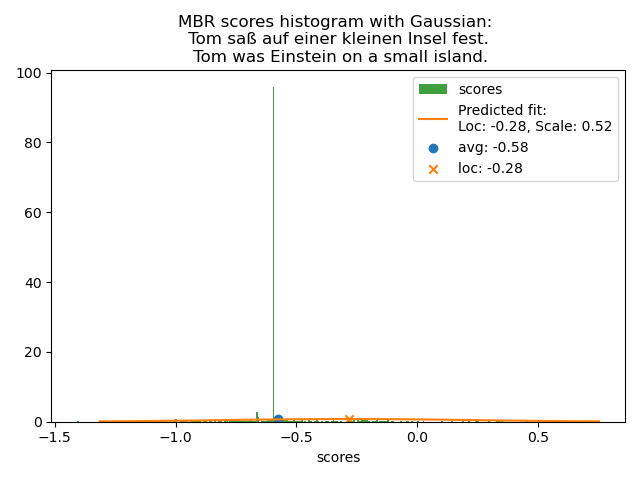 MBR scores histogram with Gaussian:
Tom saß auf einer kleinen Insel fest.
Tom was Einstein on a small island.
100
80
60
40
20
0
scores
Predicted fit:
Loc: -0.28, Scale: 0.52
avg: -0.58
loc: -0.28
−1.5 −1.0 −0.5 0.0 0.5
scores